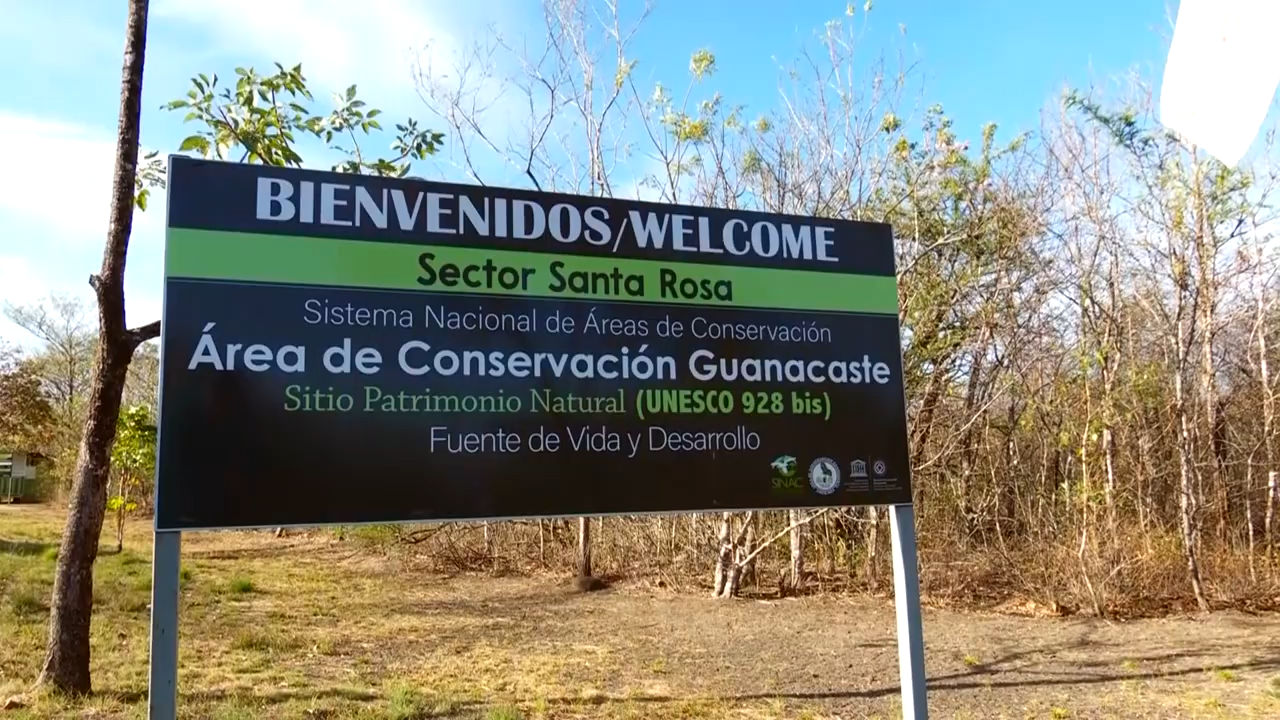 BIENVENIDOS/WELCOME
Sector Santa Rosa
Sistema Nacional de Áreas de Conservación
Área de Conservación Guanacaste
Sitio Patrimonio Natural (UNESCO 928 bis)
Fuente de Vida y Desarrollo
SINAC